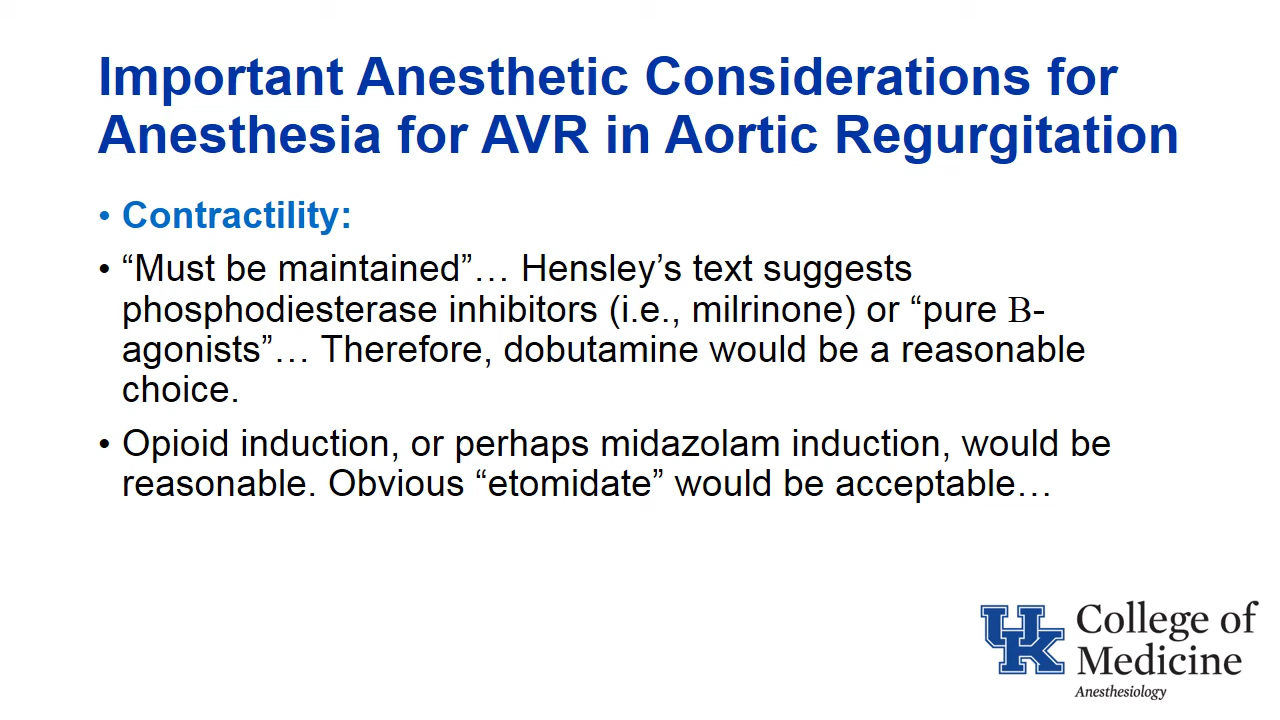 Important Anesthetic Considerations for
Anesthesia for AVR in Aortic Regurgitation
• Contractility:
• “Must be maintained”… Hensley’s text suggests
phosphodiesterase inhibitors (i.e., milrinone) or “pure Β-
agonists”… Therefore, dobutamine would be a reasonable
choice.
• Opioid induction, or perhaps midazolam induction, would be
reasonable. Obvious “etomidate” would be acceptable…
UK
College of
Medicine
Anesthesiology